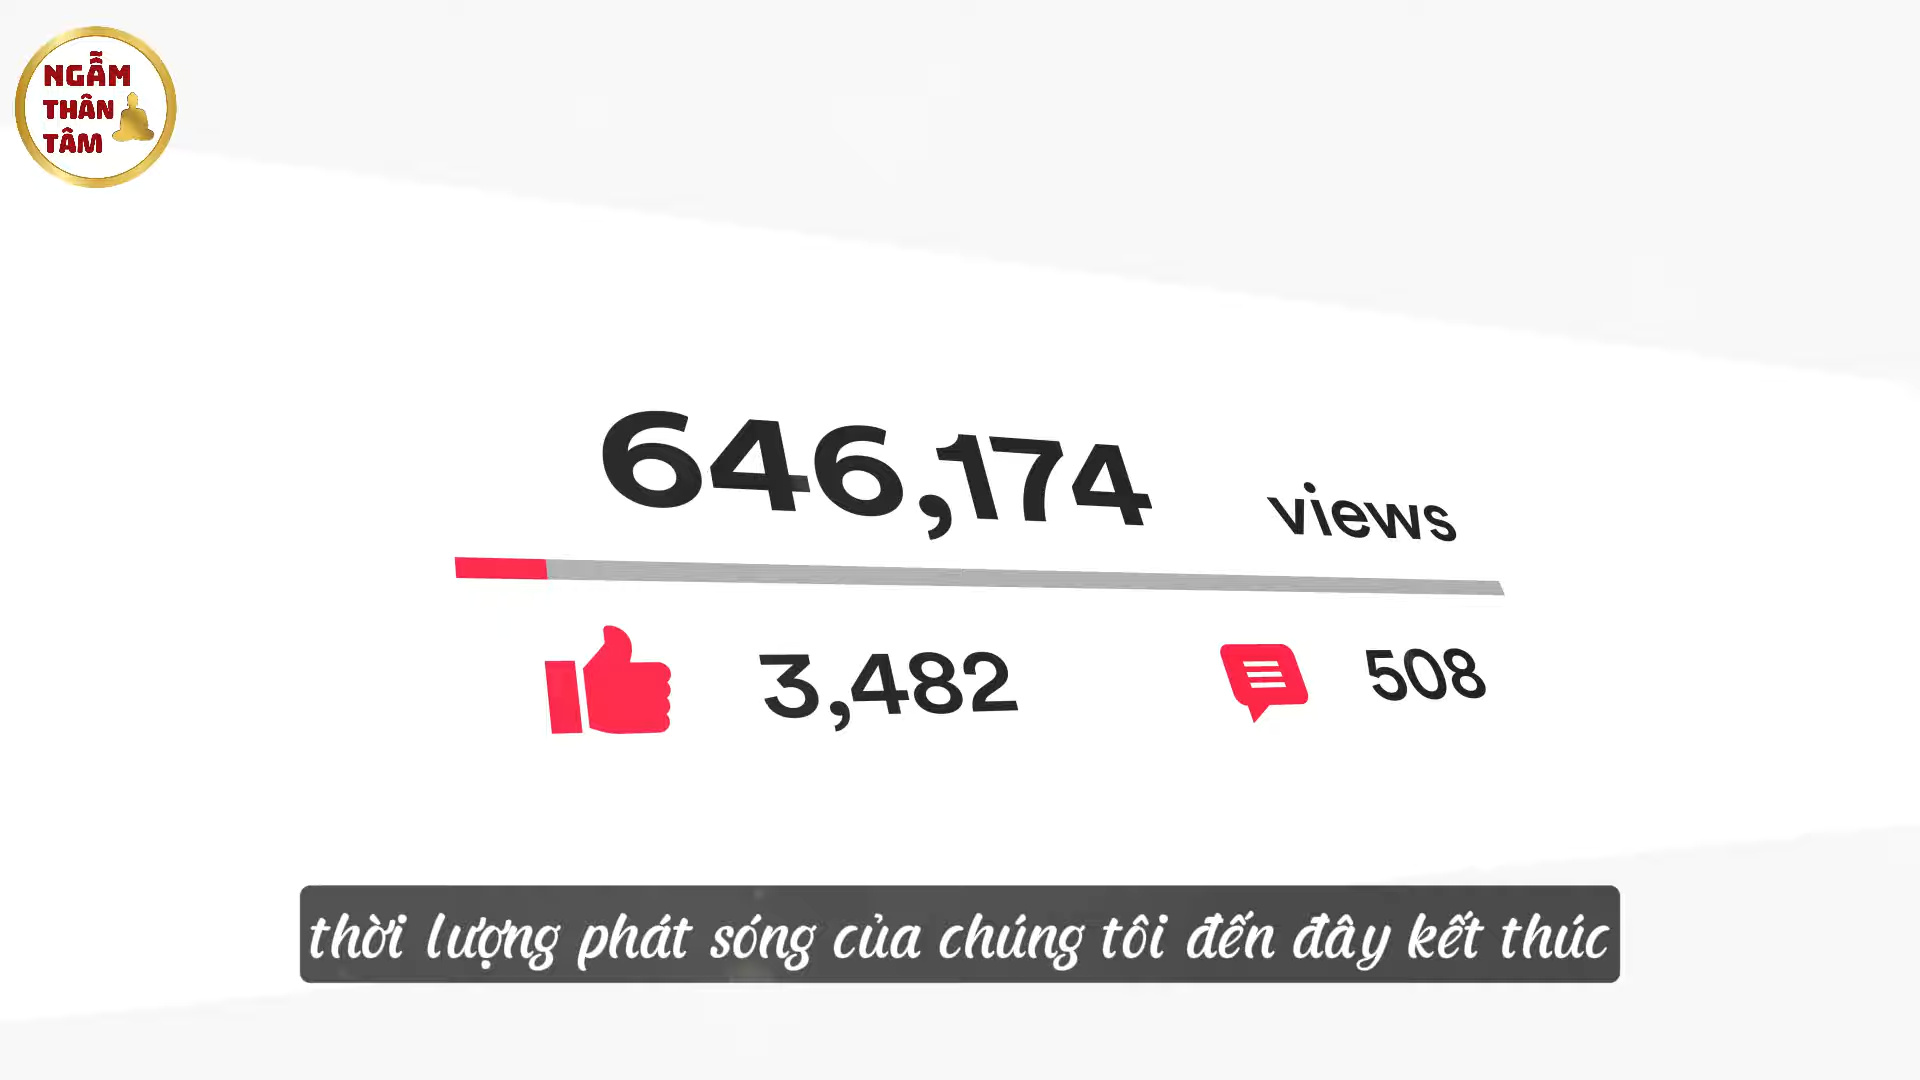 NGẪM
THÂN
TÂM
646,174 views
3,482 508
thời lượng phát sóng của chúng tôi đến đây kết thúc